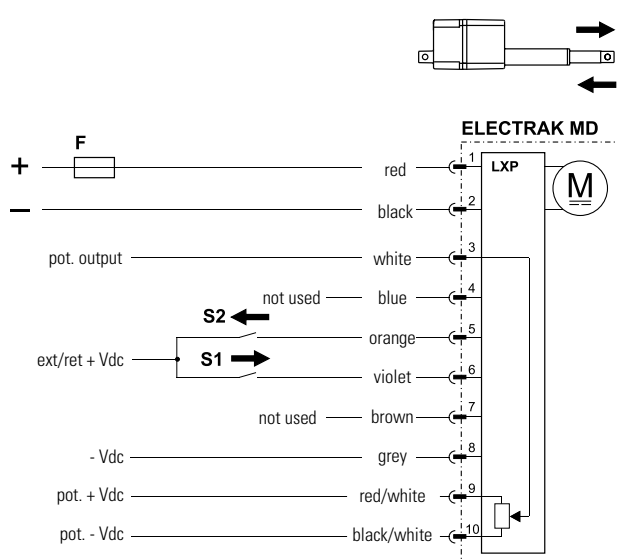 ELECTRAK MD
F
+ red 1 LXP
M
− black 2
pot. output white 3
not used blue 4
S2
orange 5
ext/ret + Vdc S1
violet 6
not used brown 7
- Vdc grey 8
pot. + Vdc red/white 9
pot. - Vdc black/white 10